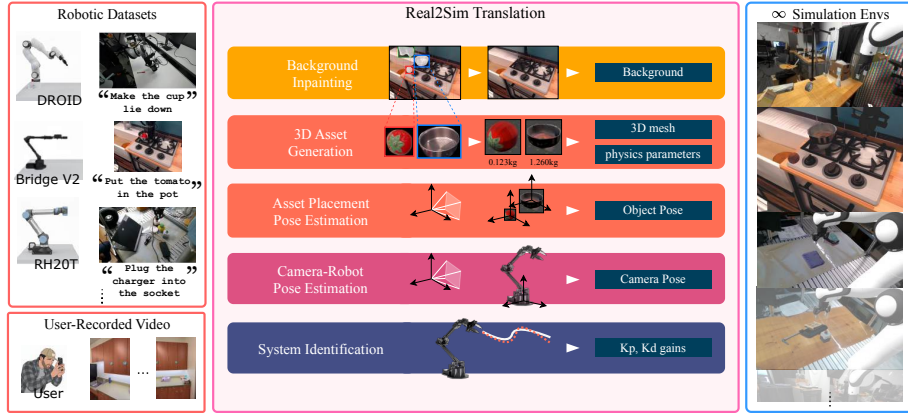 Robotic Datasets
DROID
“Make the cup
lie down”
Bridge V2
“Put the tomato
in the pot”
RH20T
“Plug the
charger into
the socket”
User-Recorded Video
User
...
Real2Sim Translation
Background
Inpainting
Background
3D Asset
Generation
0.123kg
1.260kg
3D mesh
physics parameters
Asset Placement
Pose Estimation
Object Pose
Camera-Robot
Pose Estimation
Camera Pose
System Identification
Kp, Kd gains
∞ Simulation Envs